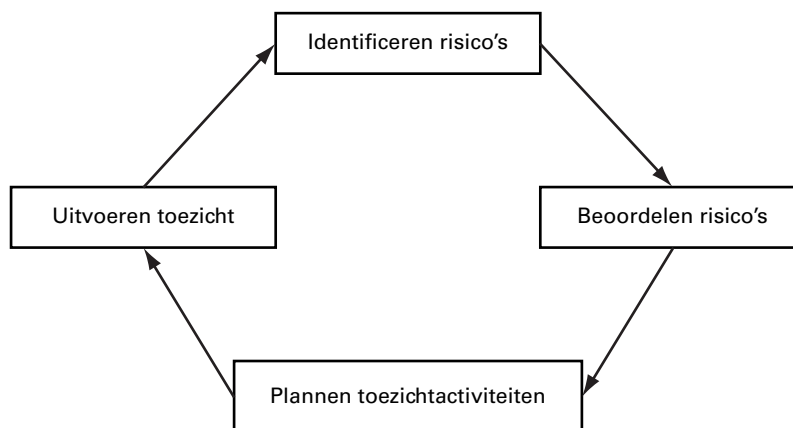 Identificeren risico’s
Uitvoeren toezicht
Beoordelen risico’s
Plannen toezichtactiviteiten